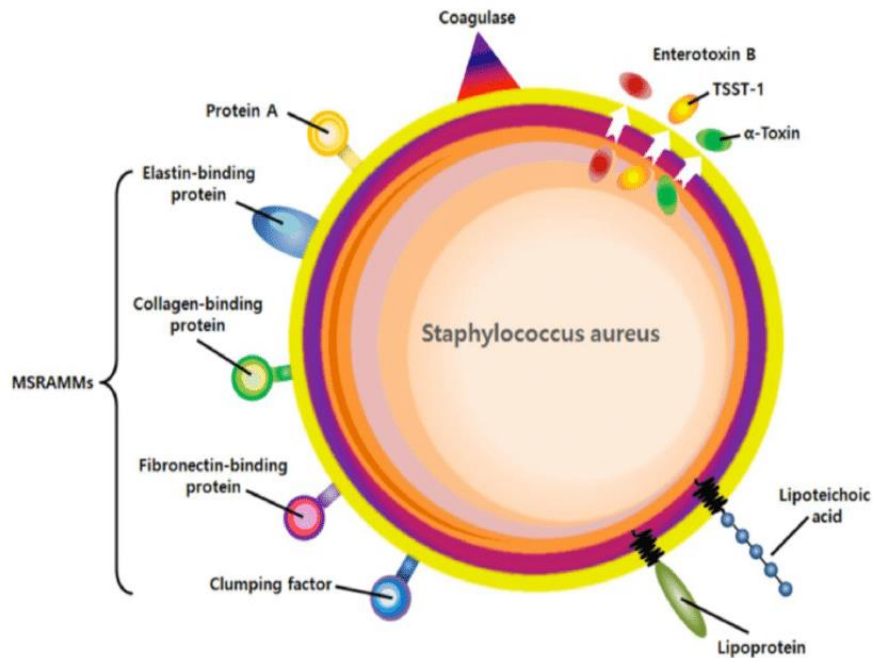 Coagulase
Enterotoxin B
TSST-1
α-Toxin
Protein A
Elastin-binding
protein
Collagen-binding
protein
MSRAMMs
Fibronectin-binding
protein
Clumping factor
Staphylococcus aureus
Lipoteichoic
acid
Lipoprotein